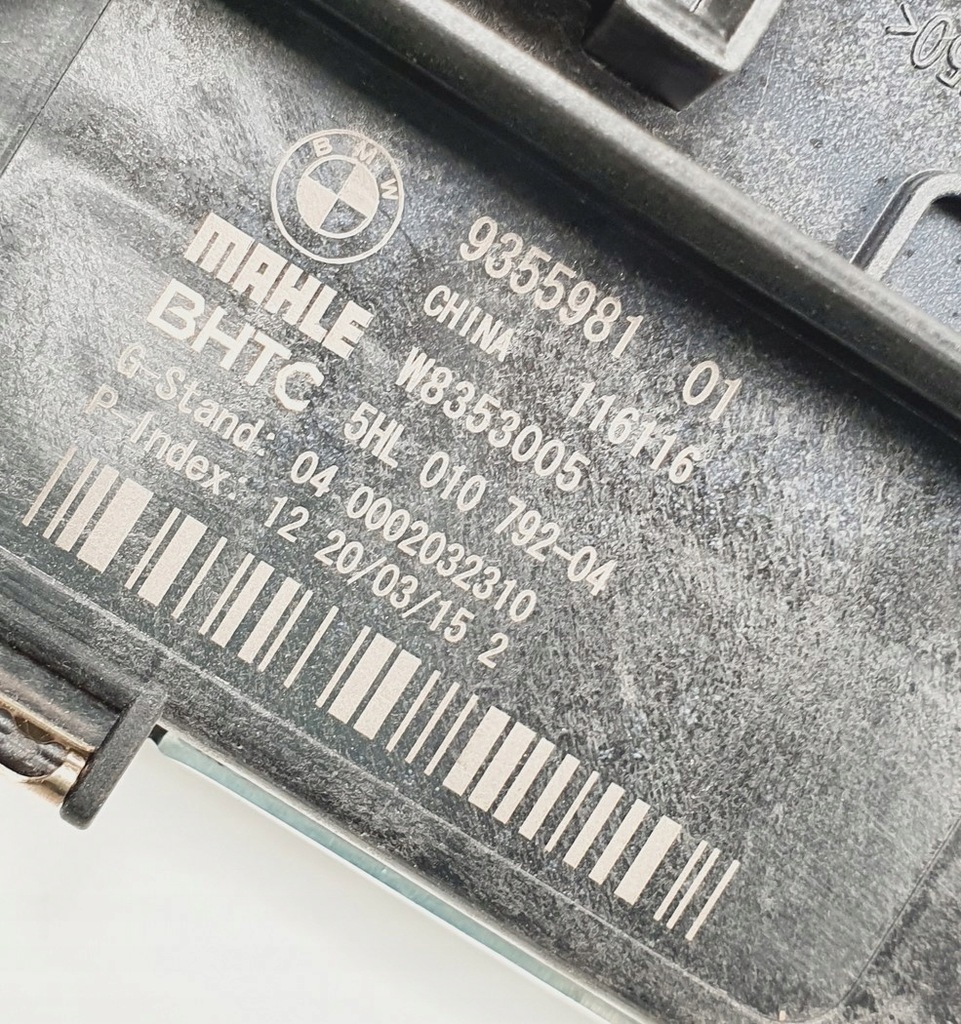 BMW
9355981 01
MAHLE CHINA 116116
BHTC W8353005
5HL 010 792-04
G-Stand: 04 0002032310
P-Index: 12 20/03/15 2